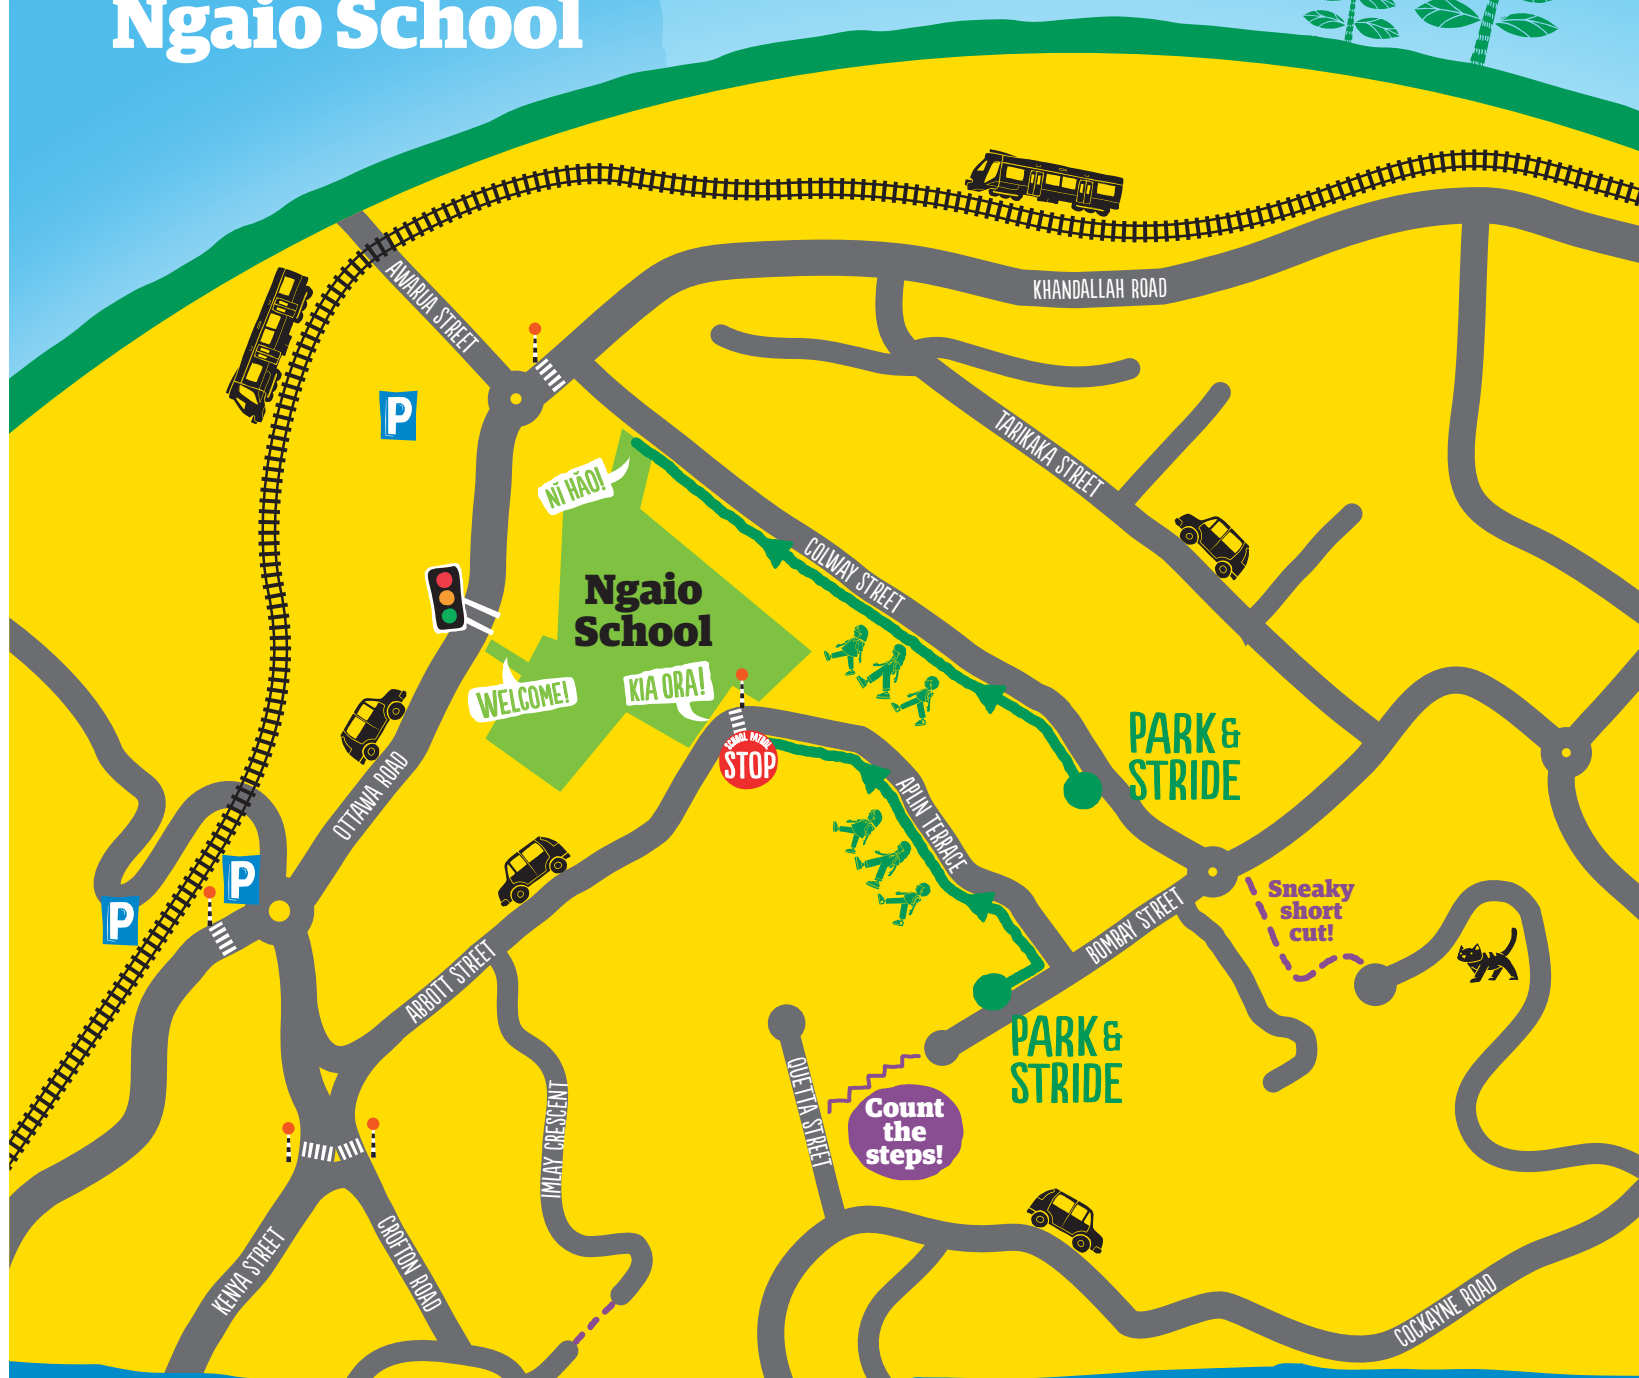 Ngaio School
AWARUA STREET
KHANDALLAH ROAD
P
TARIKAKA STREET
NǏ HǍO!
COLWAY STREET
Ngaio
School
WELCOME!
KIA ORA!
SCHOOL PATROL
STOP
PARK &
STRIDE
OTTAWA ROAD
APLIN TERRACE
P
P
Sneaky
short
cut!
BOMBAY STREET
ABBOTT STREET
PARK &
STRIDE
QUETTA STREET
Count
the
steps!
IMLAY CRESCENT
KENYA STREET
CROFTON ROAD
COCKAYNE ROAD